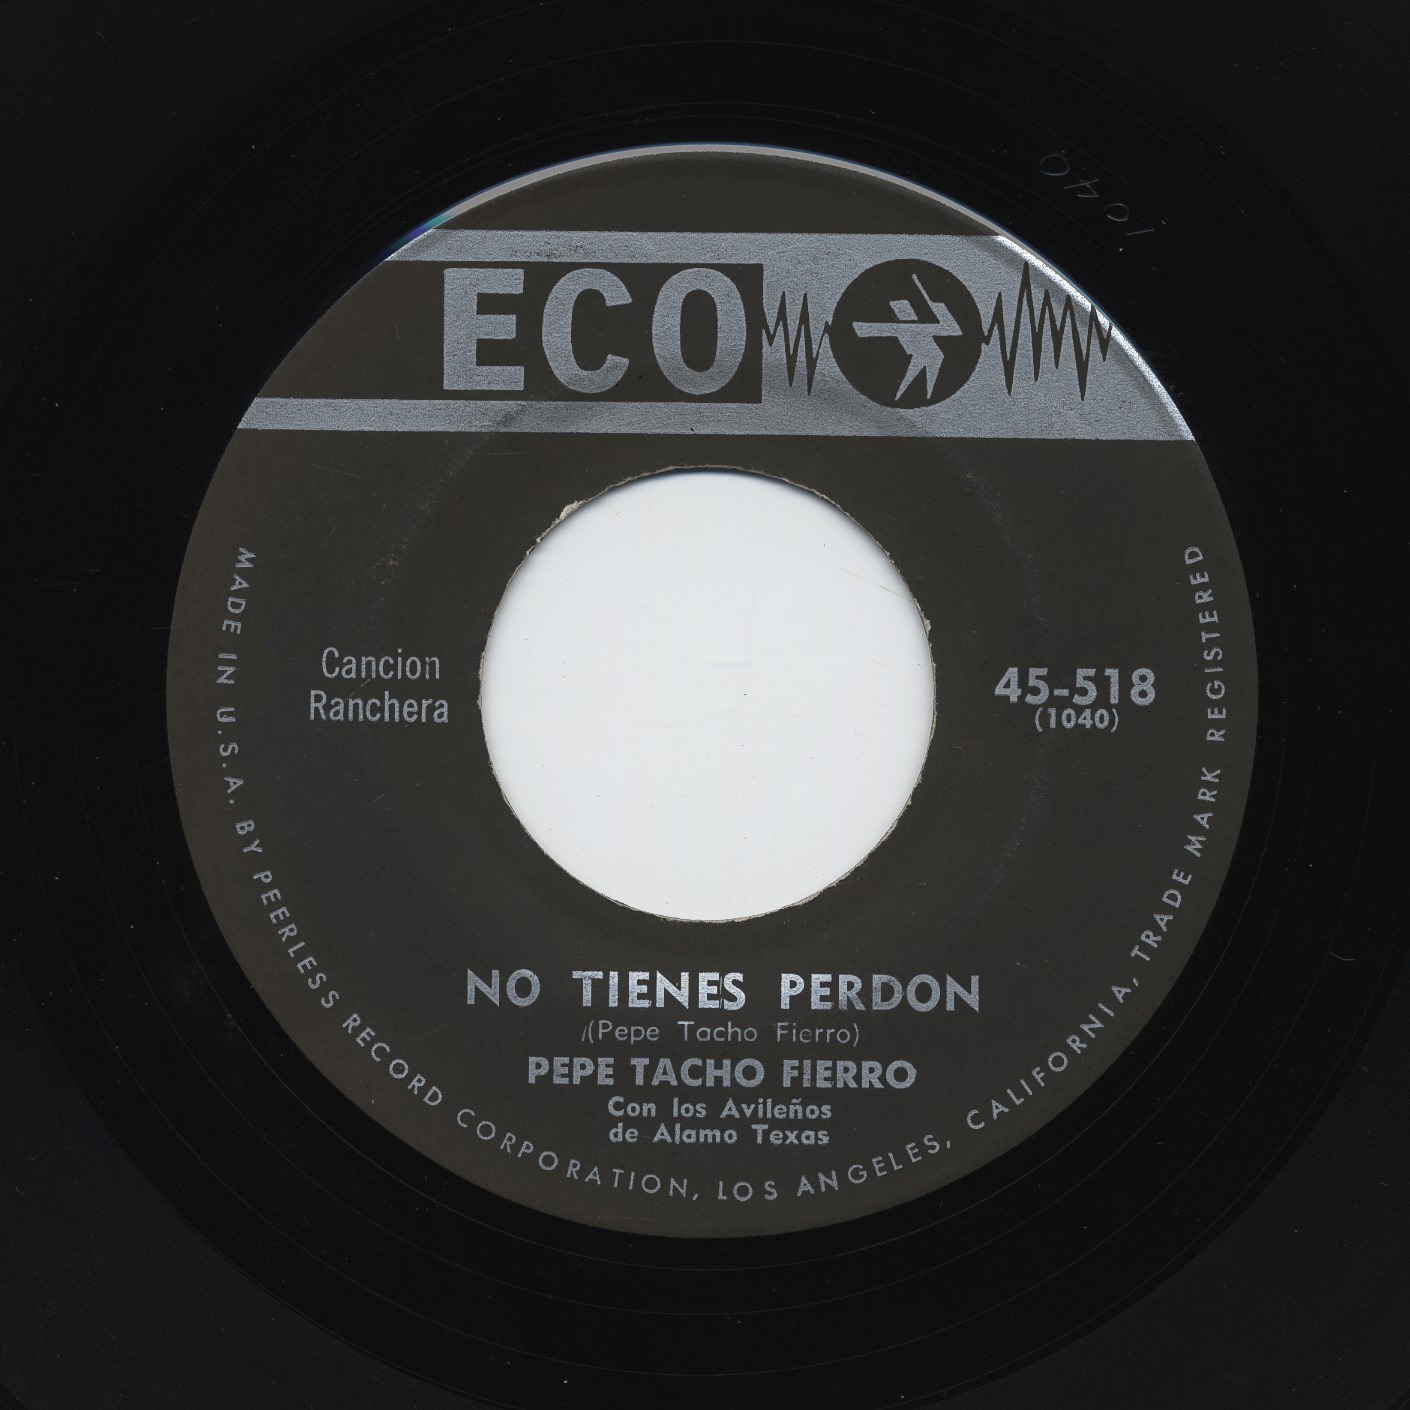 1040
ECO
Cancion
Ranchera
45-518
(1040)
NO TIENES PERDON
(Pepe Tacho Fierro)
PEPE TACHO FIERRO
Con los Avileños
de Alamo Texas
MADE IN U.S.A. BY PEERLESS RECORD CORPORATION, LOS ANGELES, CALIFORNIA, TRADE MARK REGISTERED